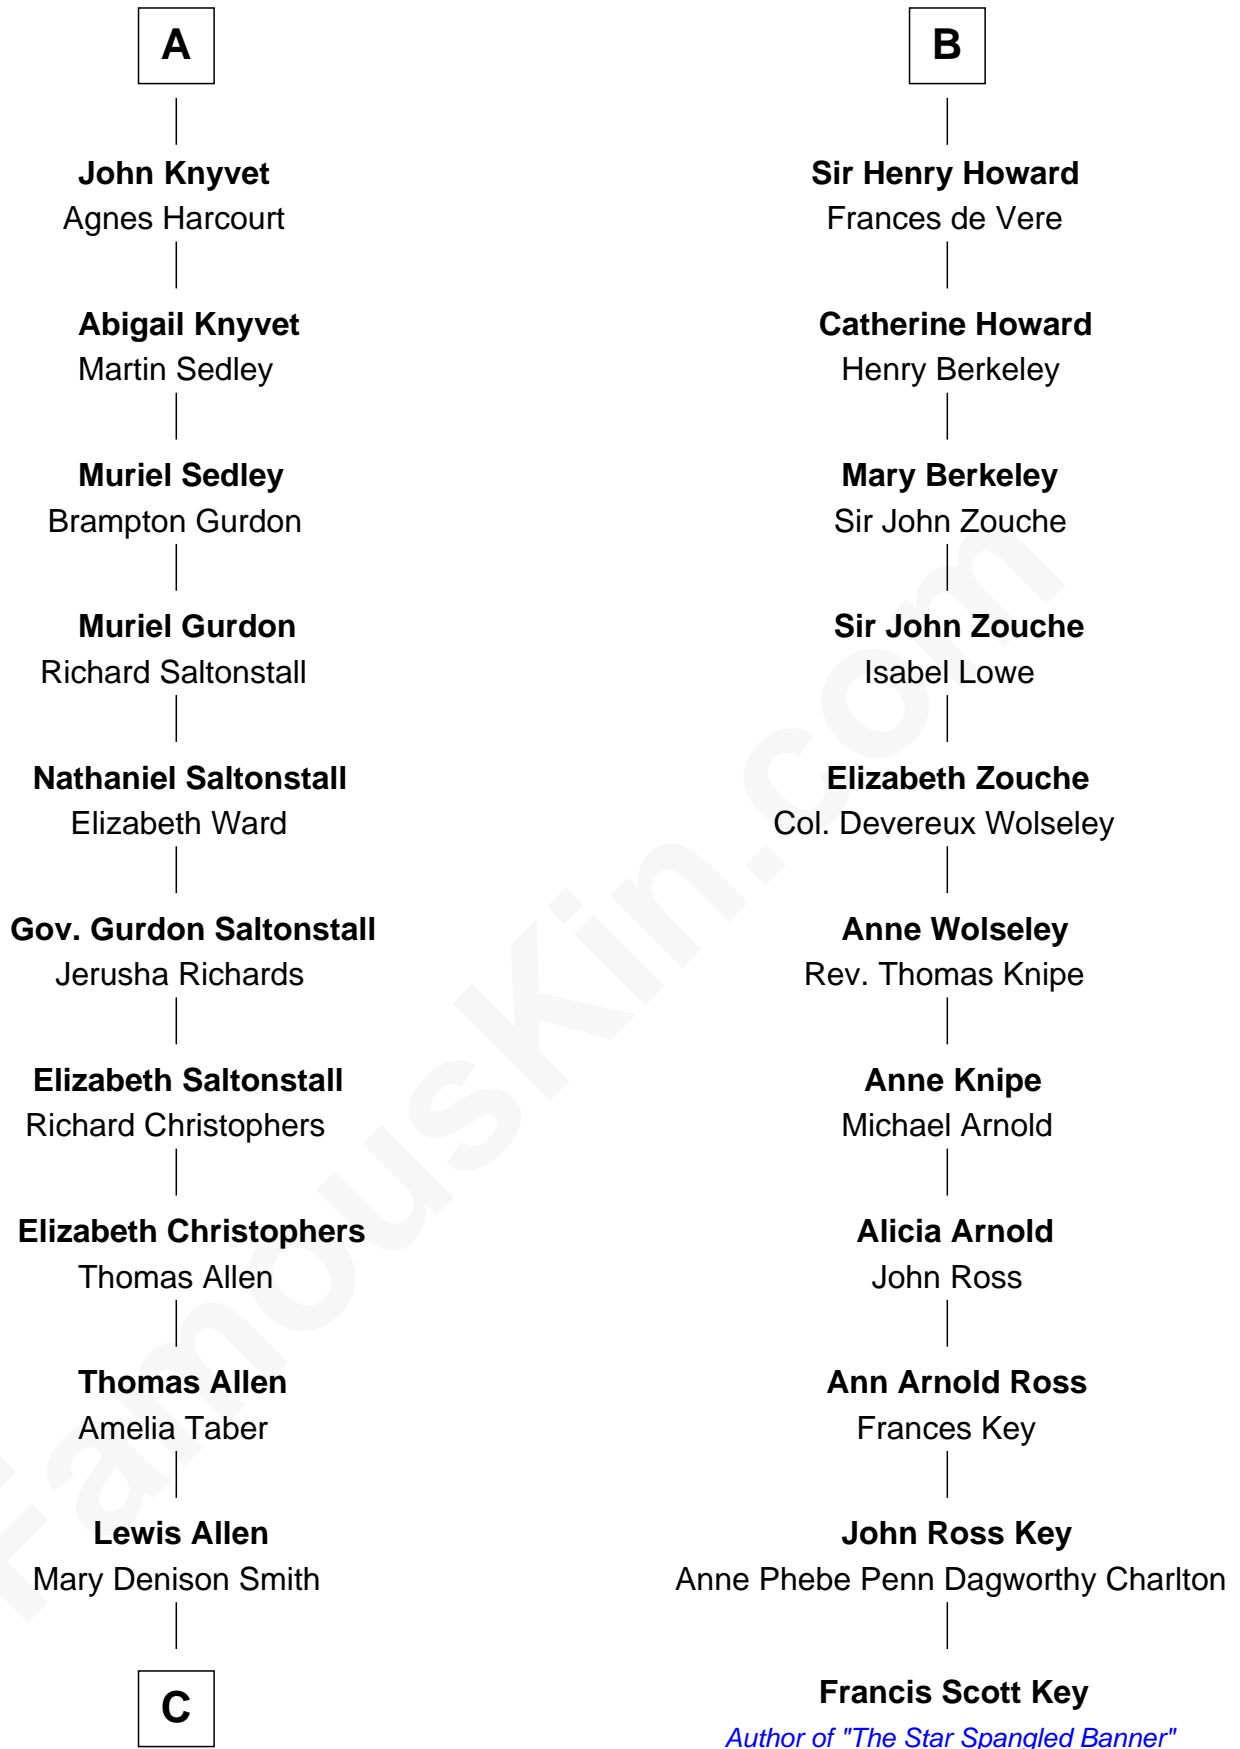 A
John Knyvet
Agnes Harcourt
Abigail Knyvet
Martin Sedley
Muriel Sedley
Brampton Gurdon
Muriel Gurdon
Richard Saltonstall
Nathaniel Saltonstall
Elizabeth Ward
Gov. Gurdon Saltonstall
Jerusha Richards
Elizabeth Saltonstall
Richard Christophers
Elizabeth Christophers
Thomas Allen
Thomas Allen
Amelia Taber
Lewis Allen
Mary Denison Smith
C
B
Sir Henry Howard
Frances de Vere
Catherine Howard
Henry Berkeley
Mary Berkeley
Sir John Zouche
Sir John Zouche
Isabel Lowe
Elizabeth Zouche
Col. Devereux Wolseley
Anne Wolseley
Rev. Thomas Knipe
Anne Knipe
Michael Arnold
Alicia Arnold
John Ross
Ann Arnold Ross
Frances Key
John Ross Key
Anne Phebe Penn Dagworthy Charlton
Francis Scott Key
Author of "The Star Spangled Banner"
FamousKin.com